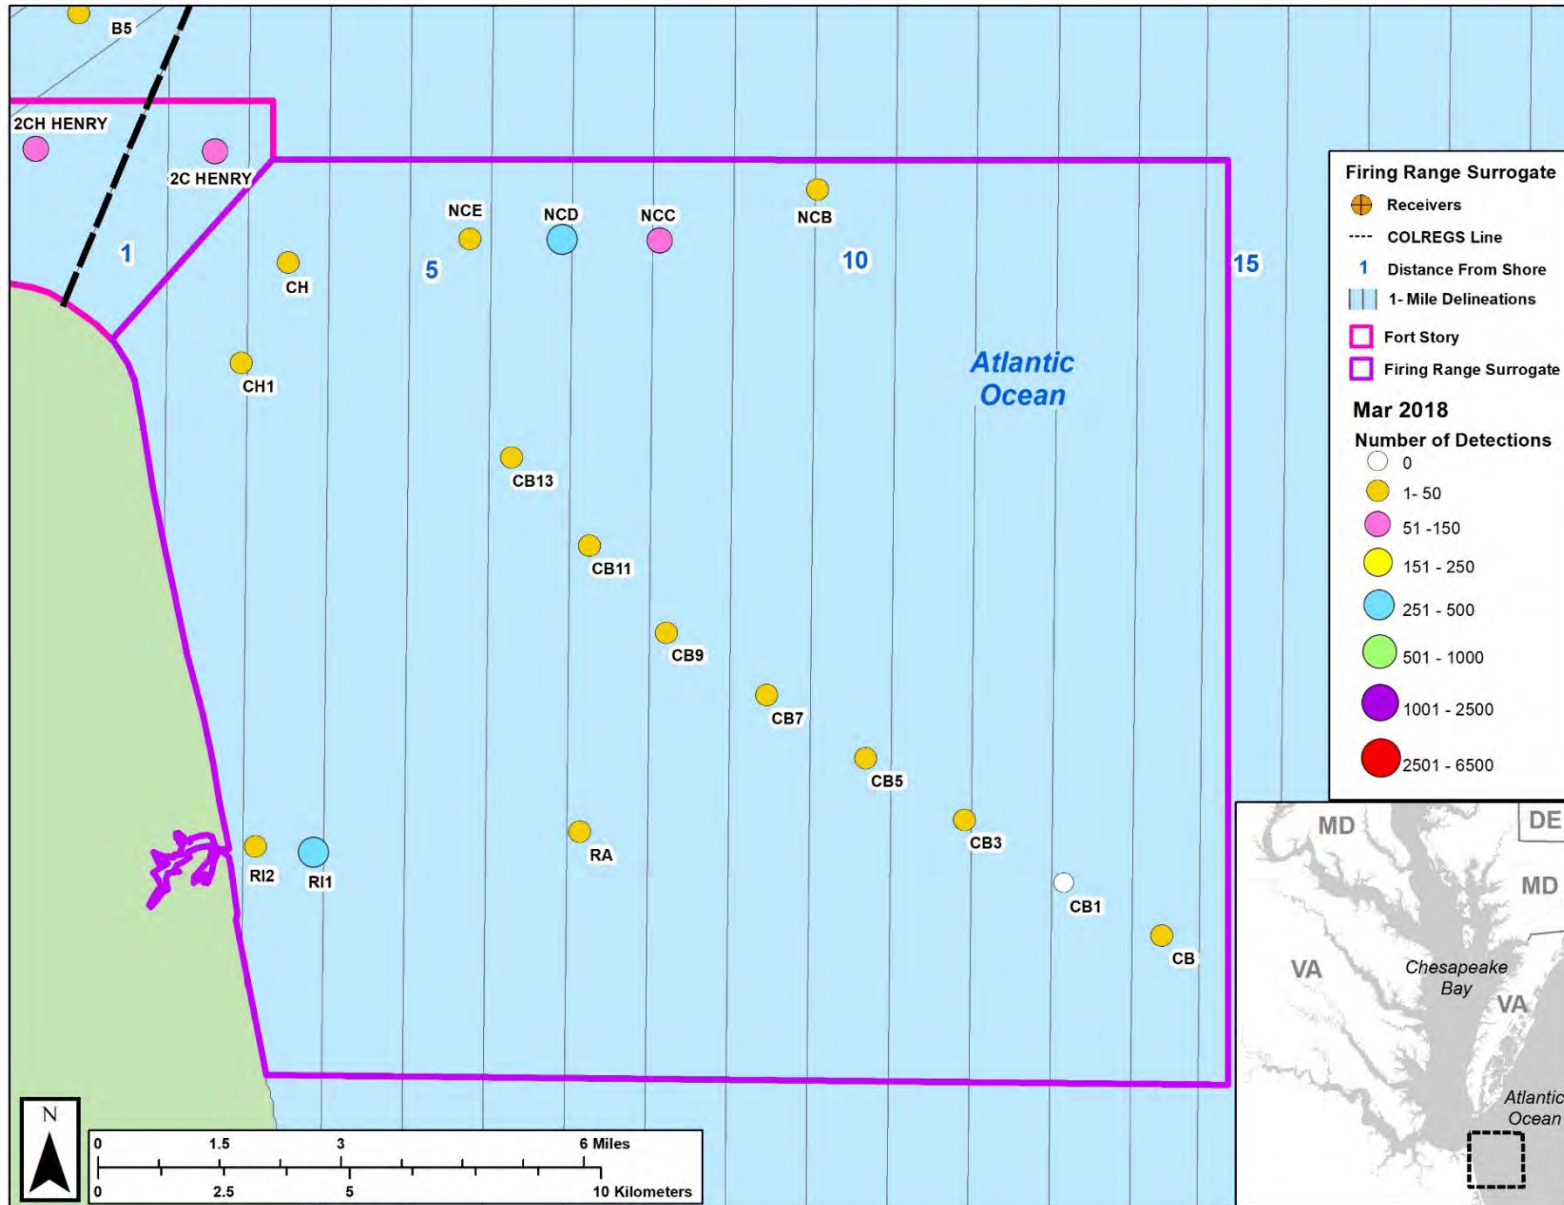 B5
2CH HENRY
2C HENRY
1
CH
CH1
NCE
5
NCD
NCC
NCB
10
15
Atlantic
Ocean
CB13
CB11
CB9
CB7
CB5
CB3
CB1
CB
RA
RI2
RI1
Firing Range Surrogate
Receivers
COLREGS Line
1 Distance From Shore
1- Mile Delineations
Fort Story
Firing Range Surrogate
Mar 2018
Number of Detections
0
1- 50
51 -150
151 - 250
251 - 500
501 - 1000
1001 - 2500
2501 - 6500
N
0 1.5 3 6 Miles
0 2.5 5 10 Kilometers
MD
DE
MD
VA
Chesapeake
Bay
VA
Atlantic
Ocean